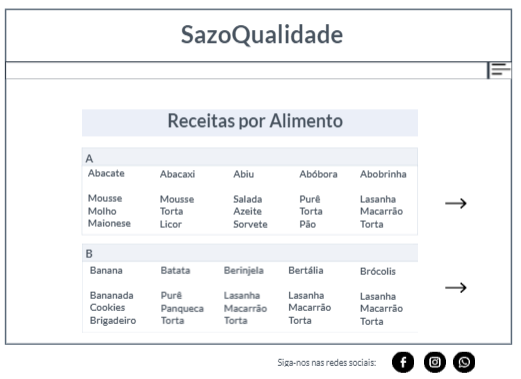 SazoQualidade
Receitas por Alimento
A
Abacate Abacaxi Abiu Abóbora Abobrinha
Mousse Mousse Salada Purê Lasanha
Molho Torta Azeite Torta Macarrão
Maionese Licor Sorvete Pão Torta
B
Banana Batata Berinjela Bertália Brócolis
Bananada Purê Lasanha Lasanha Lasanha
Cookies Panqueca Macarrão Macarrão Macarrão
Brigadeiro Torta Torta Torta Torta
Siga-nos nas redes sociais: